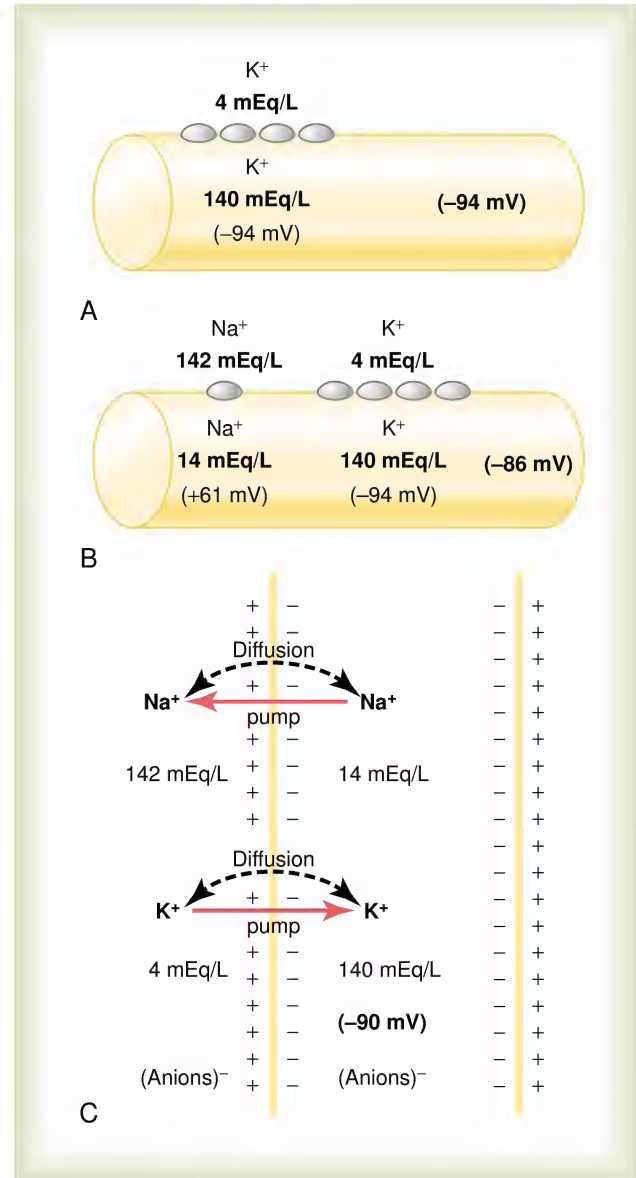 K⁺
4 mEq/L
K⁺
140 mEq/L
(–94 mV)
(–94 mV)
A
Na⁺
142 mEq/L
K⁺
4 mEq/L
Na⁺
14 mEq/L
(+61 mV)
K⁺
140 mEq/L
(–94 mV)
(–86 mV)
B
Diffusion
Na⁺
Na⁺
pump
142 mEq/L
14 mEq/L
Diffusion
K⁺
K⁺
pump
4 mEq/L
140 mEq/L
(–90 mV)
(Anions)⁻
(Anions)⁻
C